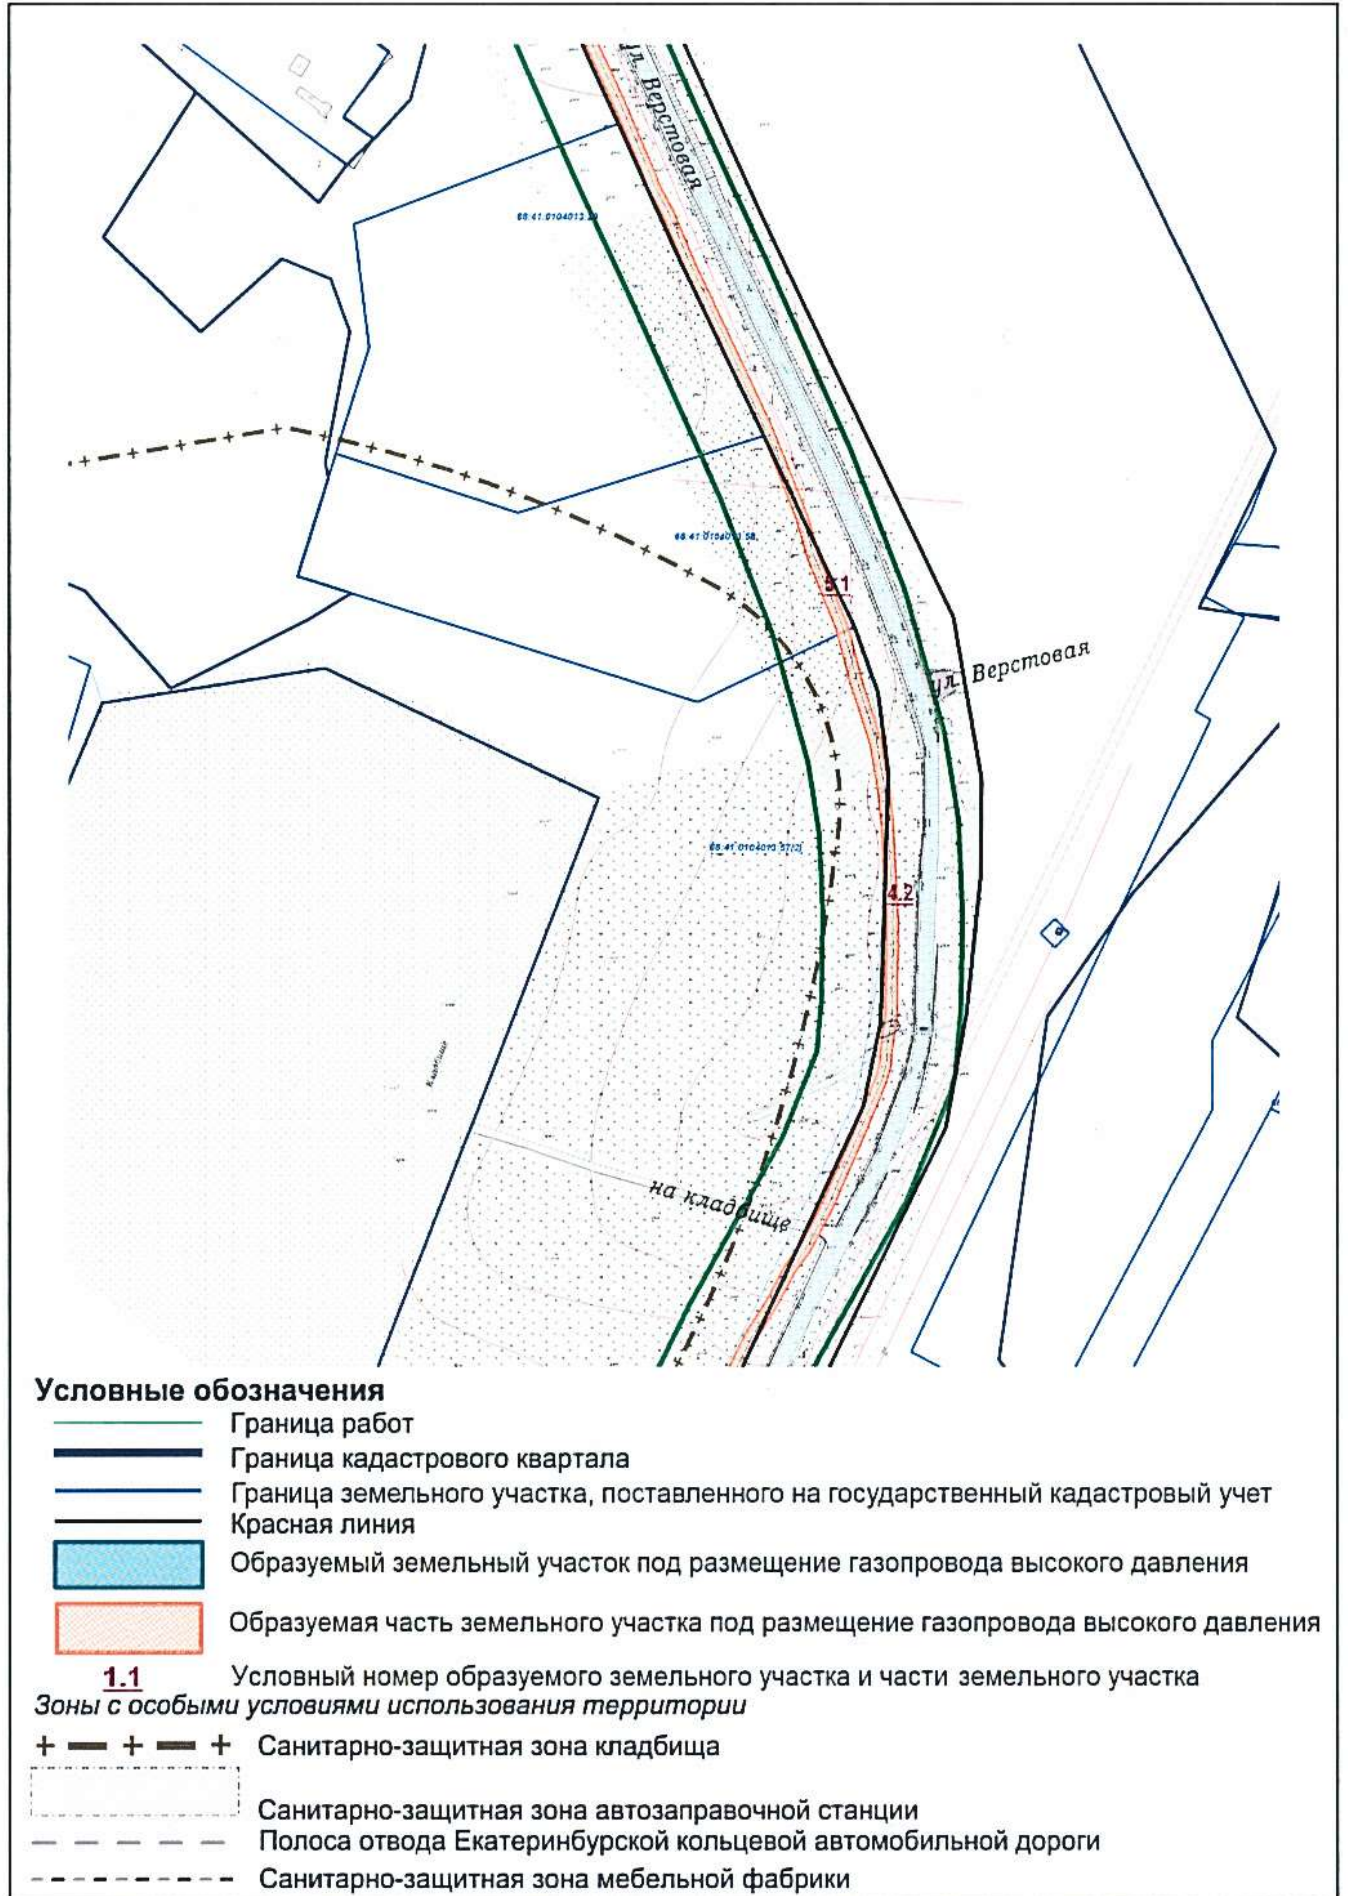 ул. Верстовая
5.1
ул. Верстовая
4.2
Кладбище
на кладбище
Условные обозначения
Граница работ
Граница кадастрового квартала
Граница земельного участка, поставленного на государственный кадастровый учет
Красная линия
Образуемый земельный участок под размещение газопровода высокого давления
Образуемая часть земельного участка под размещение газопровода высокого давления
1.1 Условный номер образуемого земельного участка и части земельного участка
Зоны с особыми условиями использования территории
Санитарно-защитная зона кладбища
Санитарно-защитная зона автозаправочной станции
Полоса отвода Екатеринбургской кольцевой автомобильной дороги
Санитарно-защитная зона мебельной фабрики